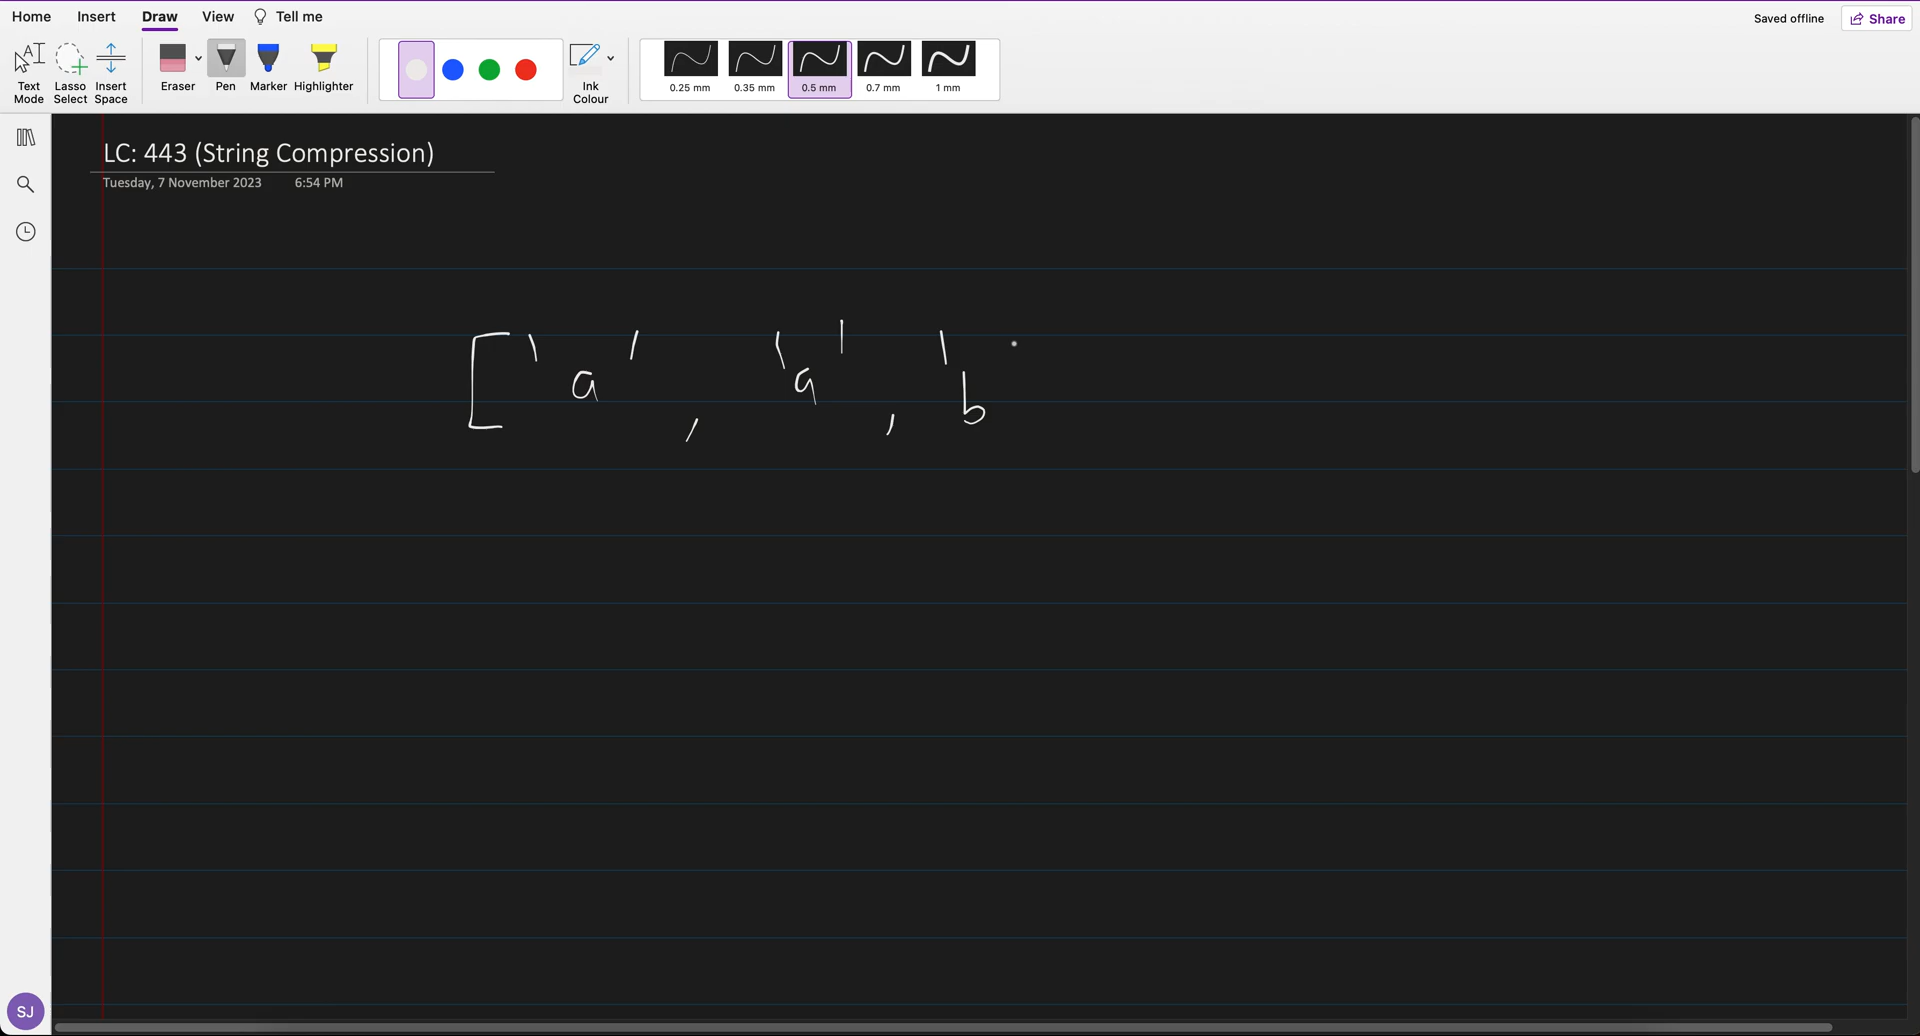 Home Insert Draw View Tell me Saved offline Share
Text Mode Lasso Select Insert Space Eraser Pen Marker Highlighter Ink Colour 0.25 mm 0.35 mm 0.5 mm 0.7 mm 1 mm
LC: 443 (String Compression)
Tuesday, 7 November 2023 6:54 PM
['a', 'a', 'b
SJ